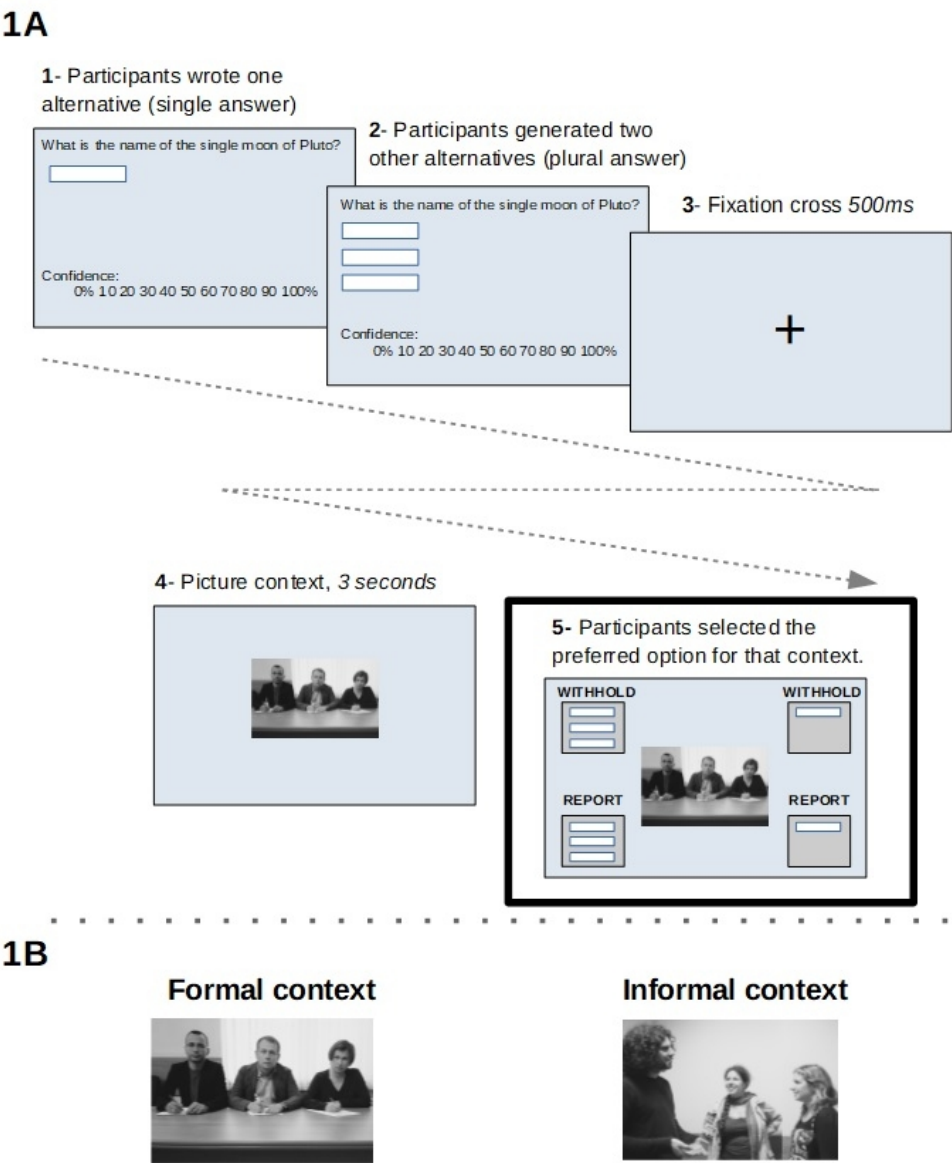 1A
1- Participants wrote one
alternative (single answer)
What is the name of the single moon of Pluto?
Confidence:
0% 10 20 30 40 50 60 70 80 90 100%
2- Participants generated two
other alternatives (plural answer)
What is the name of the single moon of Pluto?
Confidence:
0% 10 20 30 40 50 60 70 80 90 100%
3- Fixation cross 500ms
4- Picture context, 3 seconds
5- Participants selected the
preferred option for that context.
WITHHOLD
WITHHOLD
REPORT
REPORT
1B
Formal context
Informal context